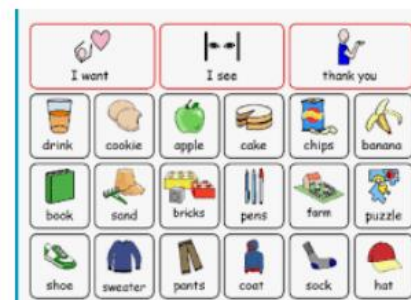 I want I see thank you
drink cookie apple cake chips banana
book sand bricks pens farm puzzle
shoe sweater pants coat sock hat